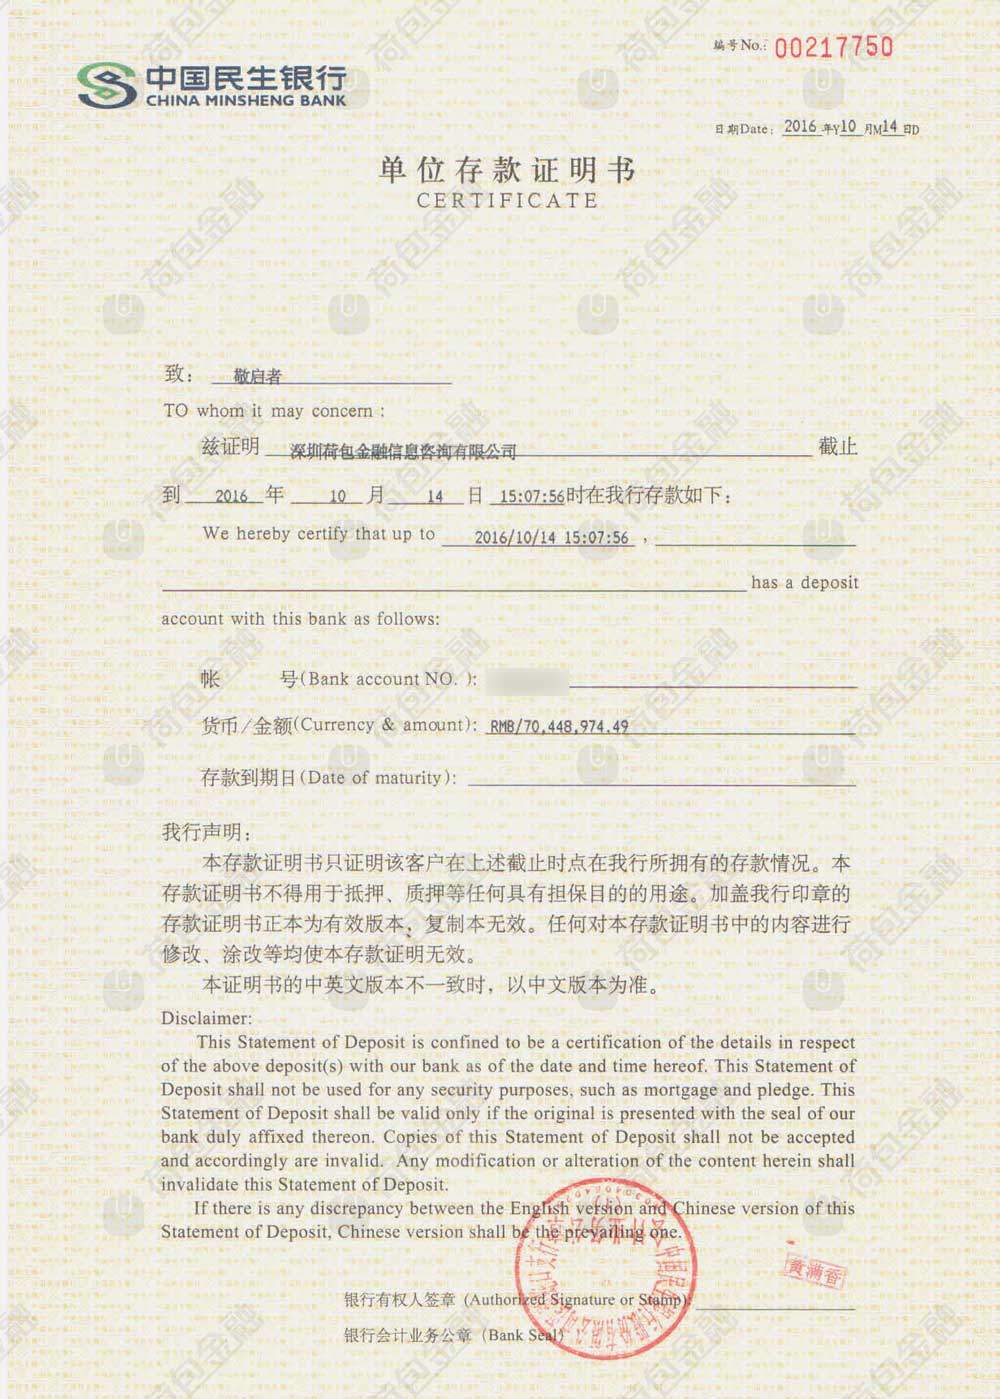 编号No.: 00217750
中国民生银行
CHINA MINSHENG BANK
日期Date: 2016 年Y 10 月M 14 日D
单位存款证明书
CERTIFICATE
致: 敬启者
TO whom it may concern :
兹证明 深圳荷包金融信息咨询有限公司 截止
到 2016 年 10 月 14 日 15:07:56时在我行存款如下:
We hereby certify that up to 2016/10/14 15:07:56 ,
has a deposit
account with this bank as follows:
帐 号(Bank account NO. ):
货币/金额(Currency & amount): RMB/70,448,974.49
存款到期日(Date of maturity):
我行声明:
本存款证明书只证明该客户在上述截止时点在我行所拥有的存款情况。本
存款证明书不得用于抵押、质押等任何具有担保目的的用途。加盖我行印章的
存款证明书正本为有效版本,复制本无效。任何对本存款证明书中的内容进行
修改、涂改等均使本存款证明无效。
本证明书的中英文版本不一致时,以中文版本为准。
Disclaimer:
This Statement of Deposit is confined to be a certification of the details in respect
of the above deposit(s) with our bank as of the date and time hereof. This Statement of
Deposit shall not be used for any security purposes, such as mortgage and pledge. This
Statement of Deposit shall be valid only if the original is presented with the seal of our
bank duly affixed thereon. Copies of this Statement of Deposit shall not be accepted
and accordingly are invalid. Any modification or alteration of the content herein shall
invalidate this Statement of Deposit.
If there is any discrepancy between the English version and Chinese version of this
Statement of Deposit, Chinese version shall be the prevailing one.
黄满香
银行有权人签章 (Authorized Signature or Stamp):
银行会计业务公章 (Bank Seal)
荷包金融